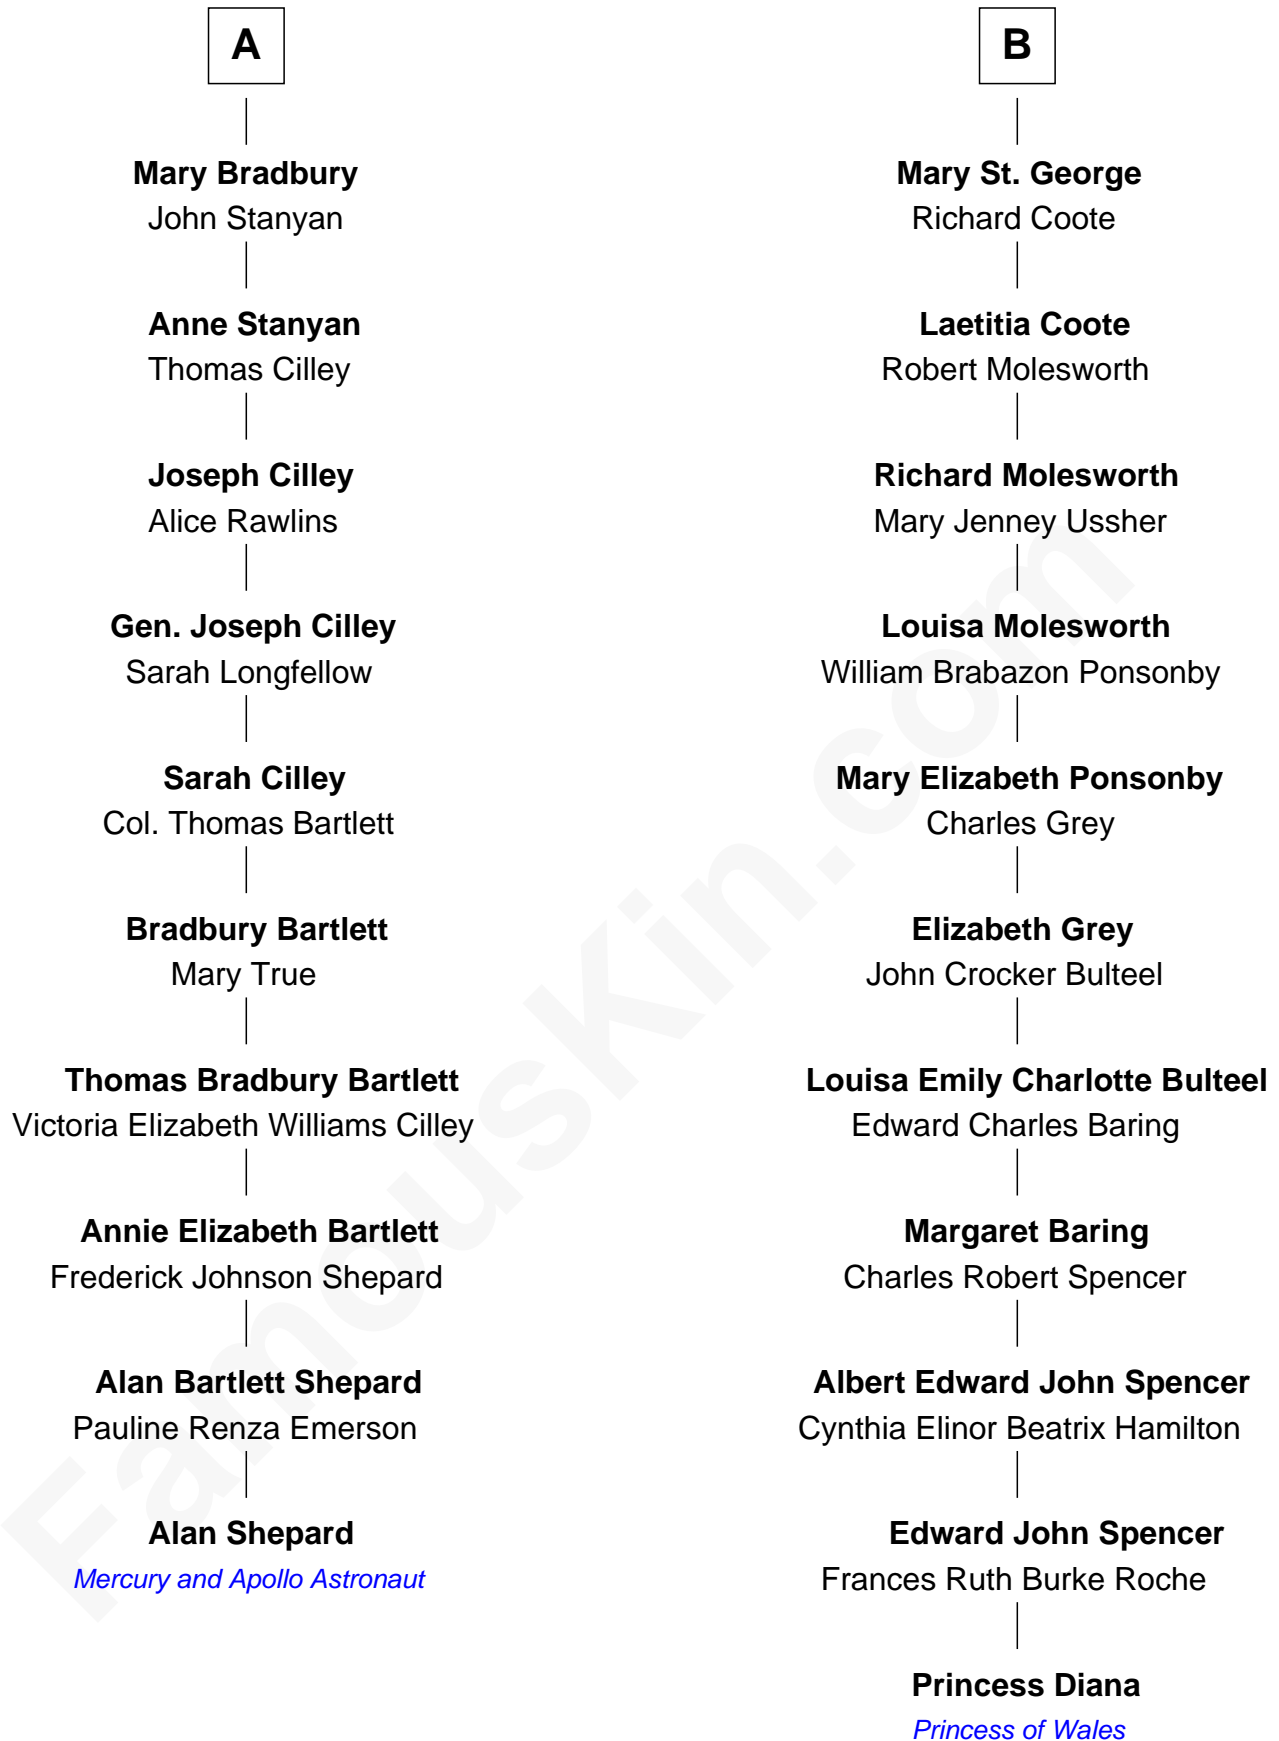 A
Mary Bradbury
John Stanyan
Anne Stanyan
Thomas Cilley
Joseph Cilley
Alice Rawlins
Gen. Joseph Cilley
Sarah Longfellow
Sarah Cilley
Col. Thomas Bartlett
Bradbury Bartlett
Mary True
Thomas Bradbury Bartlett
Victoria Elizabeth Williams Cilley
Annie Elizabeth Bartlett
Frederick Johnson Shepard
Alan Bartlett Shepard
Pauline Renza Emerson
Alan Shepard
Mercury and Apollo Astronaut
B
Mary St. George
Richard Coote
Laetitia Coote
Robert Molesworth
Richard Molesworth
Mary Jenney Ussher
Louisa Molesworth
William Brabazon Ponsonby
Mary Elizabeth Ponsonby
Charles Grey
Elizabeth Grey
John Crocker Bulteel
Louisa Emily Charlotte Bulteel
Edward Charles Baring
Margaret Baring
Charles Robert Spencer
Albert Edward John Spencer
Cynthia Elinor Beatrix Hamilton
Edward John Spencer
Frances Ruth Burke Roche
Princess Diana
Princess of Wales
FamousKin.com